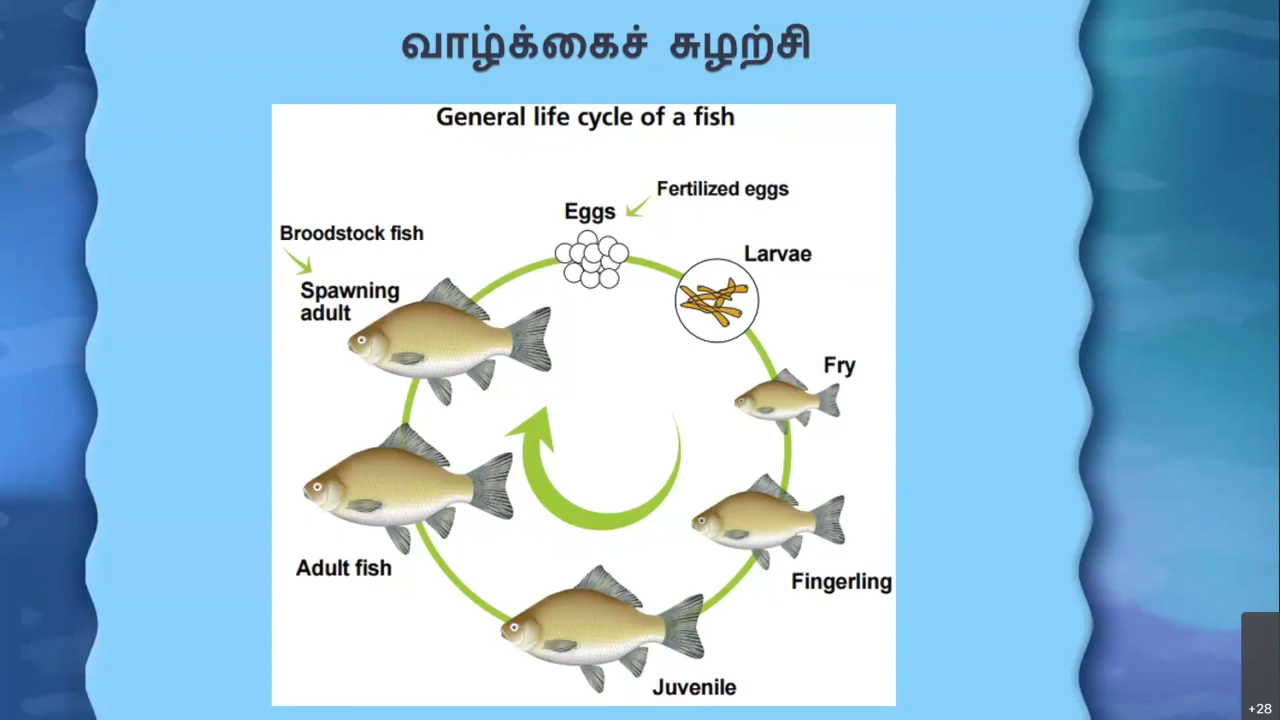 வாழ்க்கைச் சுழற்சி
General life cycle of a fish
Fertilized eggs
Eggs
Broodstock fish
Larvae
Spawning
adult
Fry
Adult fish
Fingerling
Juvenile
+28